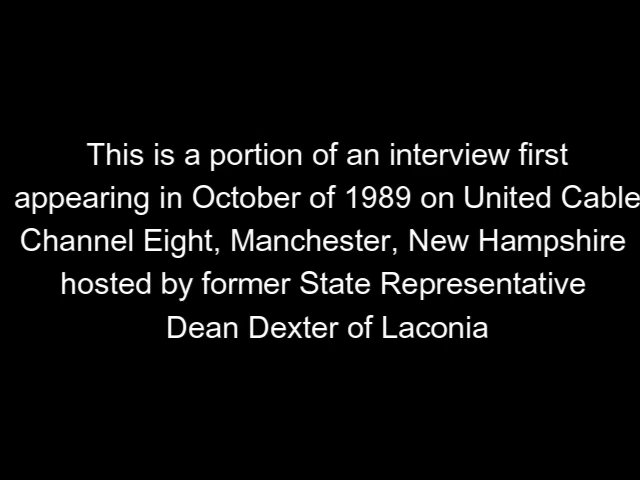 This is a portion of an interview first
appearing in October of 1989 on United Cable
Channel Eight, Manchester, New Hampshire
hosted by former State Representative
Dean Dexter of Laconia